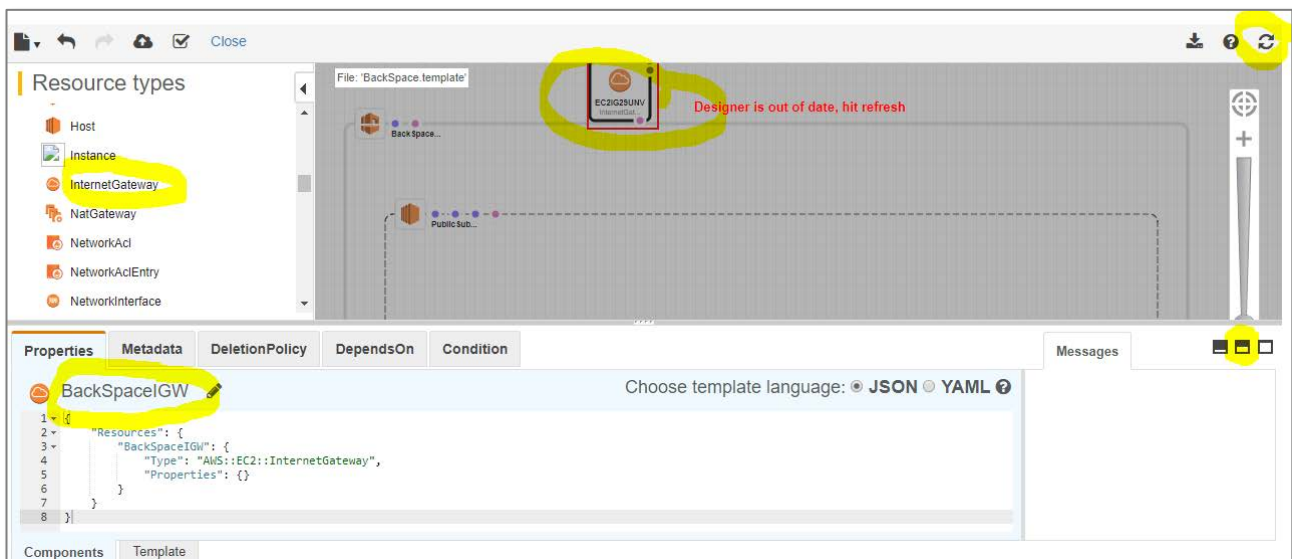 Close
Resource types
Host
Instance
InternetGateway
NatGateway
NetworkAcl
NetworkAclEntry
NetworkInterface
File: 'BackSpace.template'
EC2IG25UNV
InternetGat...
Designer is out of date, hit refresh
BackSpace...
PublicSub...
Properties
Metadata
DeletionPolicy
DependsOn
Condition
Messages
BackSpaceIGW
Choose template language: JSON YAML
1 {
2 "Resources": {
3 "BackSpaceIGW": {
4 "Type": "AWS::EC2::InternetGateway",
5 "Properties": {}
6 }
7 }
8 }
Components
Template